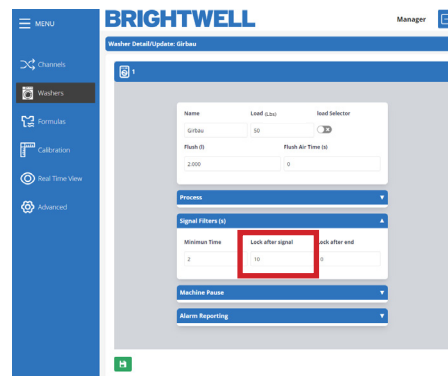 MENU
BRIGHTWELL
Manager
Washer Detail/Update: Girbau
Channels
1
Washers
Name Load (Lbs) load Selector
Girbau 50
Formulas
Flush (l) Flush Air Time (s)
2.000 0
Calibration
Real Time View
Process
Advanced
Signal Filters (s)
Minimun Time Lock after signal Lock after end
2 10 0
Machine Pause
Alarm Reporting